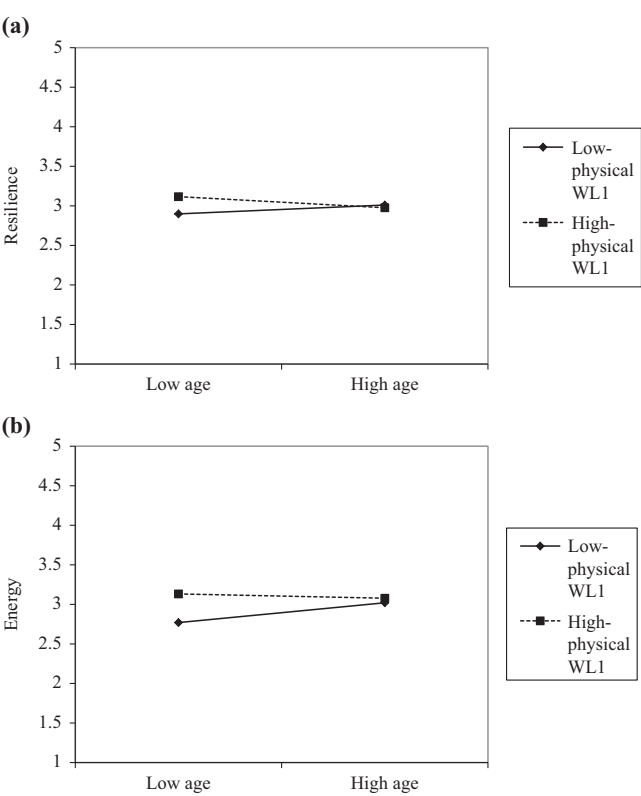 (a)
5
4.5
4
3.5
3
2.5
2
1.5
1
Resilience
Low age
High age
Low-
physical
WL1
High-
physical
WL1
(b)
5
4.5
4
3.5
3
2.5
2
1.5
1
Energy
Low age
High age
Low-
physical
WL1
High-
physical
WL1